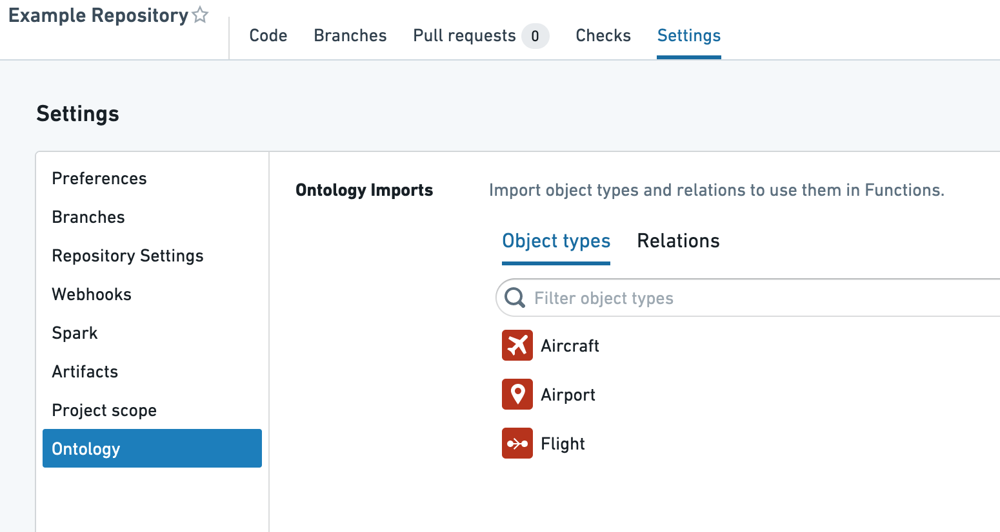 Example Repository
Code Branches Pull requests 0 Checks Settings
Settings
Preferences
Branches
Repository Settings
Webhooks
Spark
Artifacts
Project scope
Ontology
Ontology Imports
Import object types and relations to use them in Functions.
Object types Relations
Filter object types
Aircraft
Airport
Flight